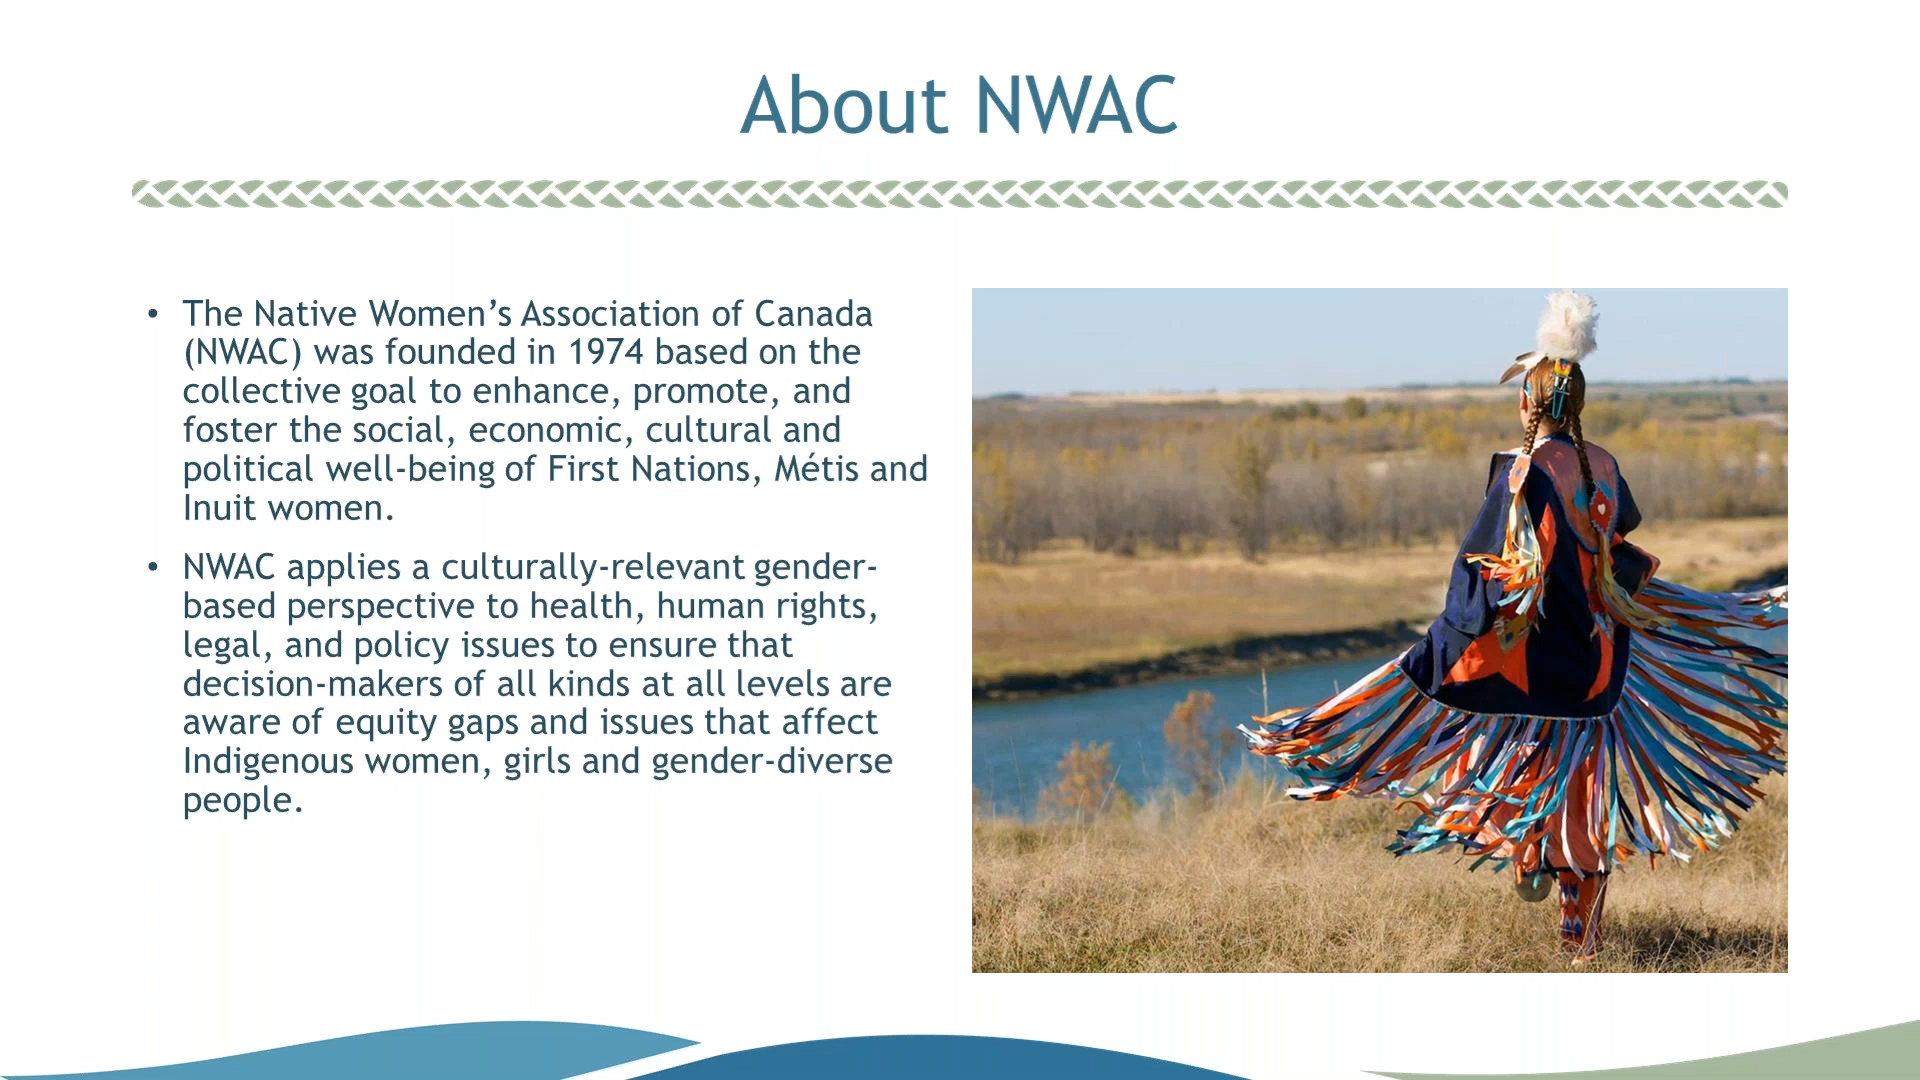 About NWAC
• The Native Women’s Association of Canada
(NWAC) was founded in 1974 based on the
collective goal to enhance, promote, and
foster the social, economic, cultural and
political well-being of First Nations, Métis and
Inuit women.
• NWAC applies a culturally-relevant gender-
based perspective to health, human rights,
legal, and policy issues to ensure that
decision-makers of all kinds at all levels are
aware of equity gaps and issues that affect
Indigenous women, girls and gender-diverse
people.